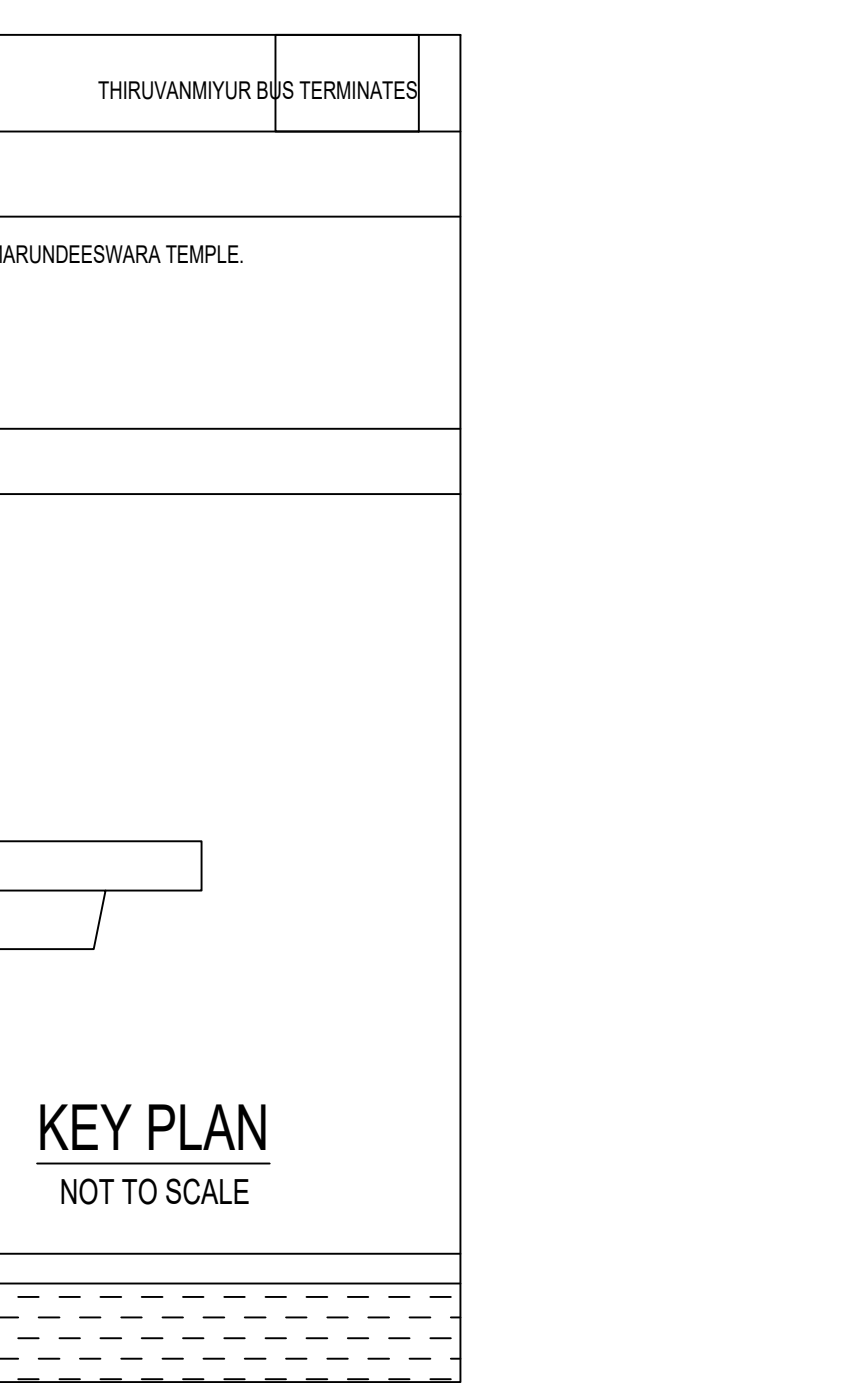 THIRUVANMIYUR BUS TERMINATES
ARUNDEESWARA TEMPLE.
KEY PLAN
NOT TO SCALE